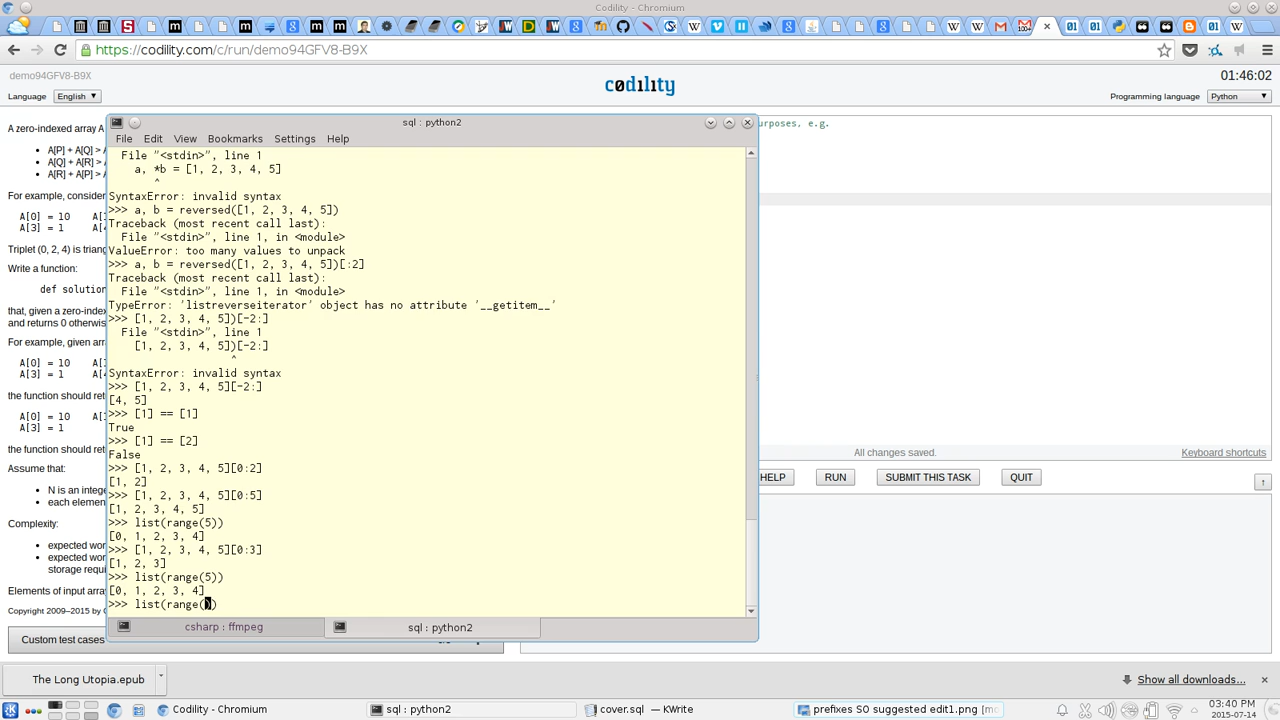 Codility - Chromium
https://codility.com/c/run/demo94GFV8-B9X
demo94GFV8-B9X
codility
01:46:02
Language English
Programming language Python
A zero-indexed array A
A[P] + A[Q] > A
A[Q] + A[R] > A
A[R] + A[P] > A
For example, consider
A[0] = 10 A[
A[3] = 1 A[
Triplet (0, 2, 4) is triang
Write a function:
def solution
that, given a zero-indexe
and returns 0 otherwis
For example, given arr
A[0] = 10 A[
A[3] = 1 A[
the function should ret
A[0] = 10 A[
A[3] = 1
the function should ret
Assume that:
N is an intege
each elemen
Complexity:
expected wor
expected wor
storage requi
Elements of input array
Copyright 2009–2015 by
Custom test cases
urposes, e.g.
All changes saved.
Keyboard shortcuts
HELP
RUN
SUBMIT THIS TASK
QUIT
sql : python2
File Edit View Bookmarks Settings Help
File "<stdin>", line 1
a, *b = [1, 2, 3, 4, 5]
^
SyntaxError: invalid syntax
>>> a, b = reversed([1, 2, 3, 4, 5])
Traceback (most recent call last):
File "<stdin>", line 1, in <module>
ValueError: too many values to unpack
>>> a, b = reversed([1, 2, 3, 4, 5])[:2]
Traceback (most recent call last):
File "<stdin>", line 1, in <module>
TypeError: 'listreverseiterator' object has no attribute '__getitem__'
>>> [1, 2, 3, 4, 5])[-2:]
File "<stdin>", line 1
[1, 2, 3, 4, 5])[-2:]
^
SyntaxError: invalid syntax
>>> [1, 2, 3, 4, 5][-2:]
[4, 5]
>>> [1] == [1]
True
>>> [1] == [2]
False
>>> [1, 2, 3, 4, 5][0:2]
[1, 2]
>>> [1, 2, 3, 4, 5][0:5]
[1, 2, 3, 4, 5]
>>> list(range(5))
[0, 1, 2, 3, 4]
>>> [1, 2, 3, 4, 5][0:3]
[1, 2, 3]
>>> list(range(5))
[0, 1, 2, 3, 4]
>>> list(range())
csharp : ffmpeg
sql : python2
The Long Utopia.epub
Show all downloads...
Codility - Chromium
sql : python2
cover.sql — KWrite
prefixes SO suggested edit1.png [m
03:40 PM
2015-07-14